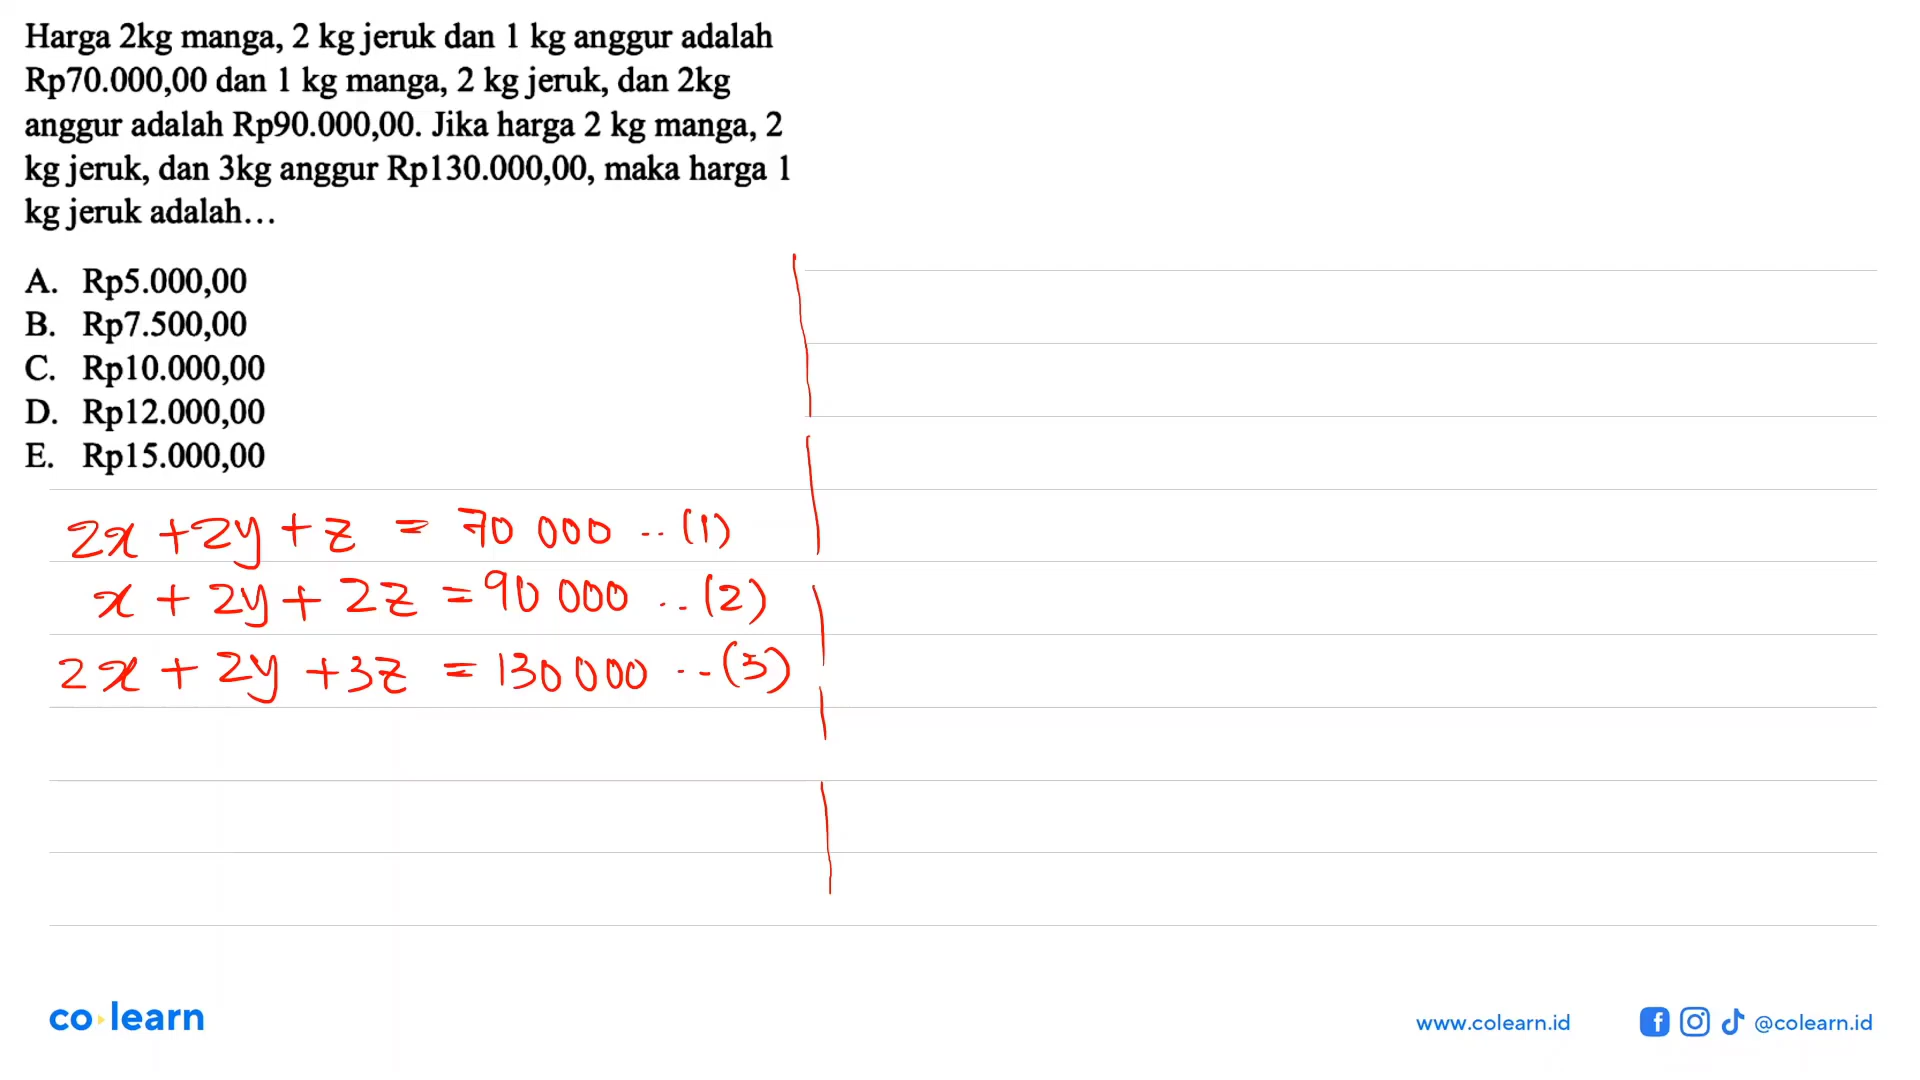 Harga 2kg manga, 2 kg jeruk dan 1 kg anggur adalah
Rp70.000,00 dan 1 kg manga, 2 kg jeruk, dan 2kg
anggur adalah Rp90.000,00. Jika harga 2 kg manga, 2
kg jeruk, dan 3kg anggur Rp130.000,00, maka harga 1
kg jeruk adalah...
A. Rp5.000,00
B. Rp7.500,00
C. Rp10.000,00
D. Rp12.000,00
E. Rp15.000,00
2x + 2y + z = 70 000 .. (1)
x + 2y + 2z = 90 000 .. (2)
2x + 2y + 3z = 130 000 .. (3)
co learn
www.colearn.id
@colearn.id